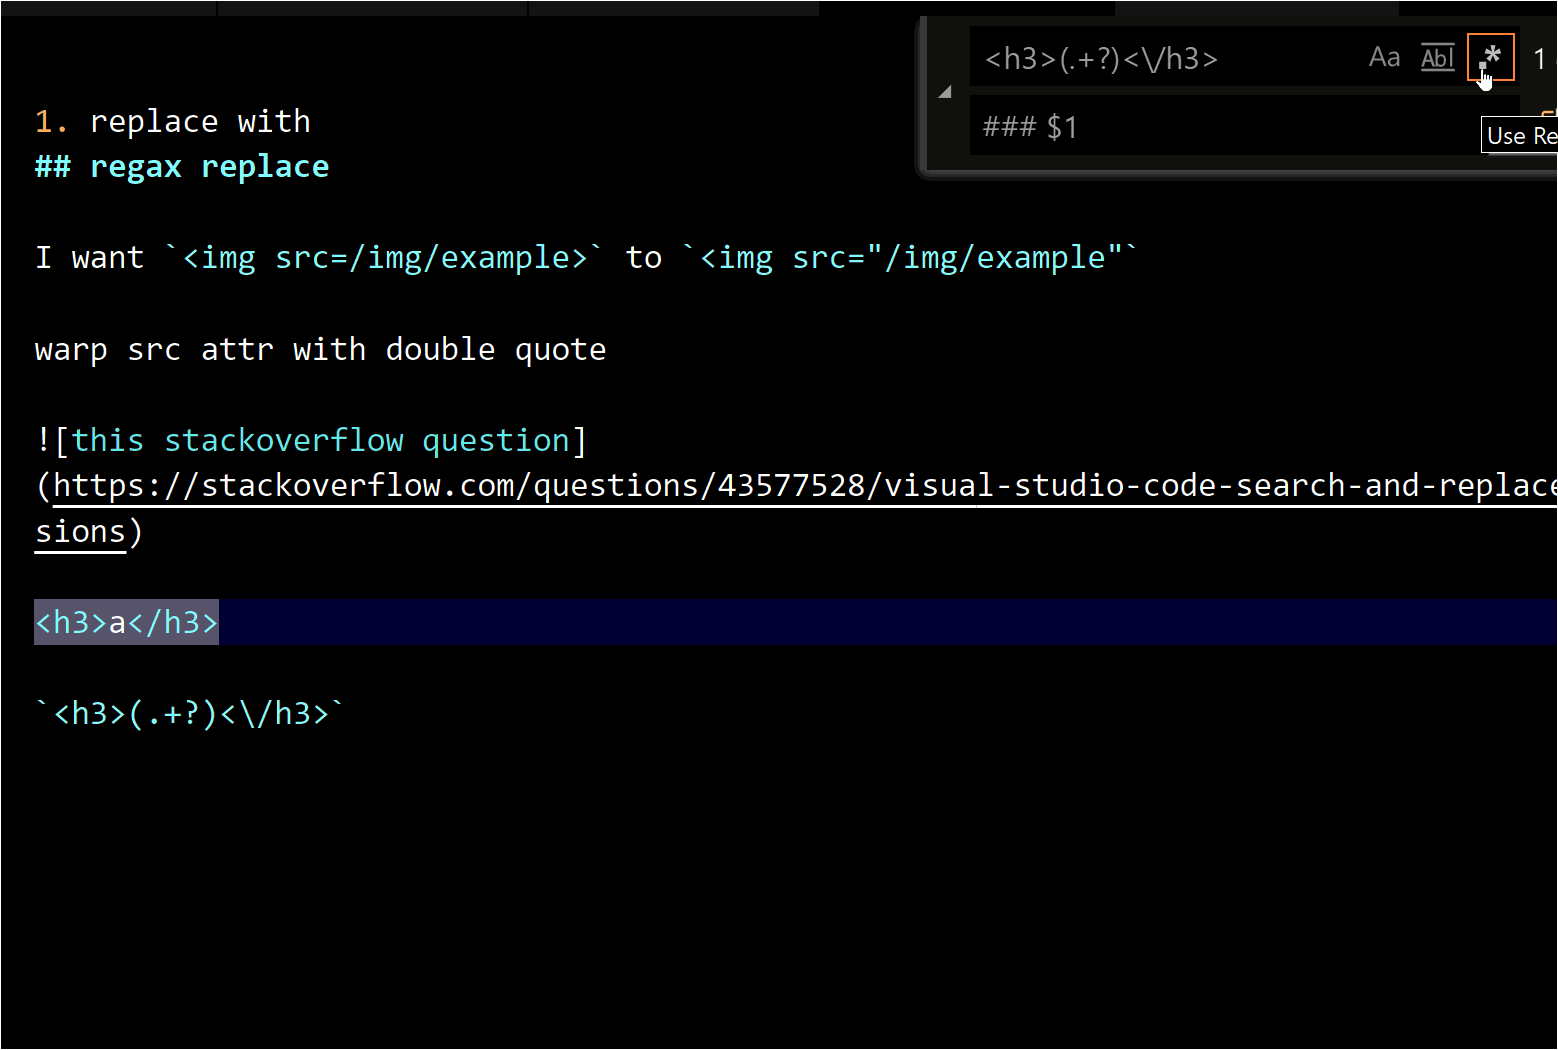 <h3>(.+?)<\/h3>
Aa Abl .* 1
### $1
Use Re
1. replace with
## regax replace
I want `<img src=/img/example>` to `<img src="/img/example"`
warp src attr with double quote
![this stackoverflow question]
(https://stackoverflow.com/questions/43577528/visual-studio-code-search-and-replace
sions)
<h3>a</h3>
`<h3>(.+?)<\/h3>`